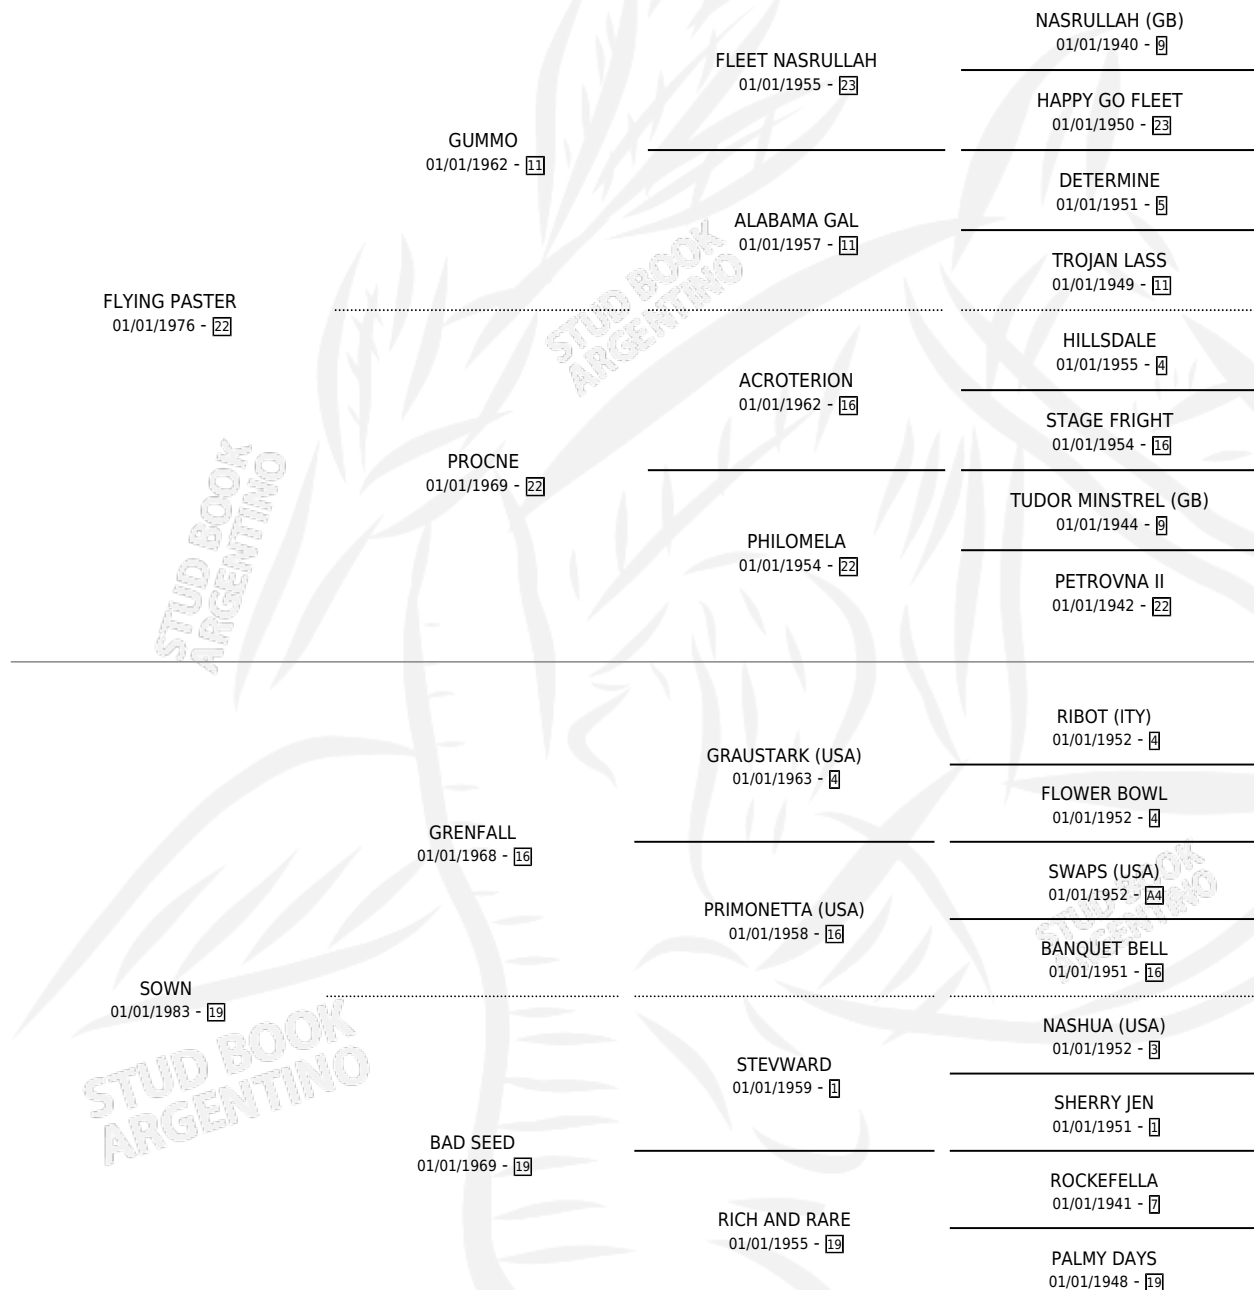 NASRULLAH (GB)
01/01/1940 - 9
FLEET NASRULLAH
01/01/1955 - 23
HAPPY GO FLEET
01/01/1950 - 23
GUMMO
01/01/1962 - 11
DETERMINE
01/01/1951 - 5
ALABAMA GAL
01/01/1957 - 11
TROJAN LASS
01/01/1949 - 11
FLYING PASTER
01/01/1976 - 22
STUD BOOK
ARGENTINO
HILLSDALE
01/01/1955 - 4
ACROTERION
01/01/1962 - 16
STAGE FRIGHT
01/01/1954 - 16
PROCNE
01/01/1969 - 22
TUDOR MINSTREL (GB)
01/01/1944 - 9
PHILOMELA
01/01/1954 - 22
PETROVNA II
01/01/1942 - 22
STUD BOOK
ARGENTINO
RIBOT (ITY)
01/01/1952 - 4
GRAUSTARK (USA)
01/01/1963 - 4
FLOWER BOWL
01/01/1952 - 4
GRENFALL
01/01/1968 - 16
SWAPS (USA)
01/01/1952 - A4
PRIMONETTA (USA)
01/01/1958 - 16
STUD BOOK
ARGENTINO
BANQUET BELL
01/01/1951 - 16
SOWN
01/01/1983 - 19
STUD BOOK
ARGENTINO
NASHUA (USA)
01/01/1952 - 3
STEVWARD
01/01/1959 - 1
SHERRY JEN
01/01/1951 - 1
BAD SEED
01/01/1969 - 19
ROCKEFELLA
01/01/1941 - 7
RICH AND RARE
01/01/1955 - 19
PALMY DAYS
01/01/1948 - 19